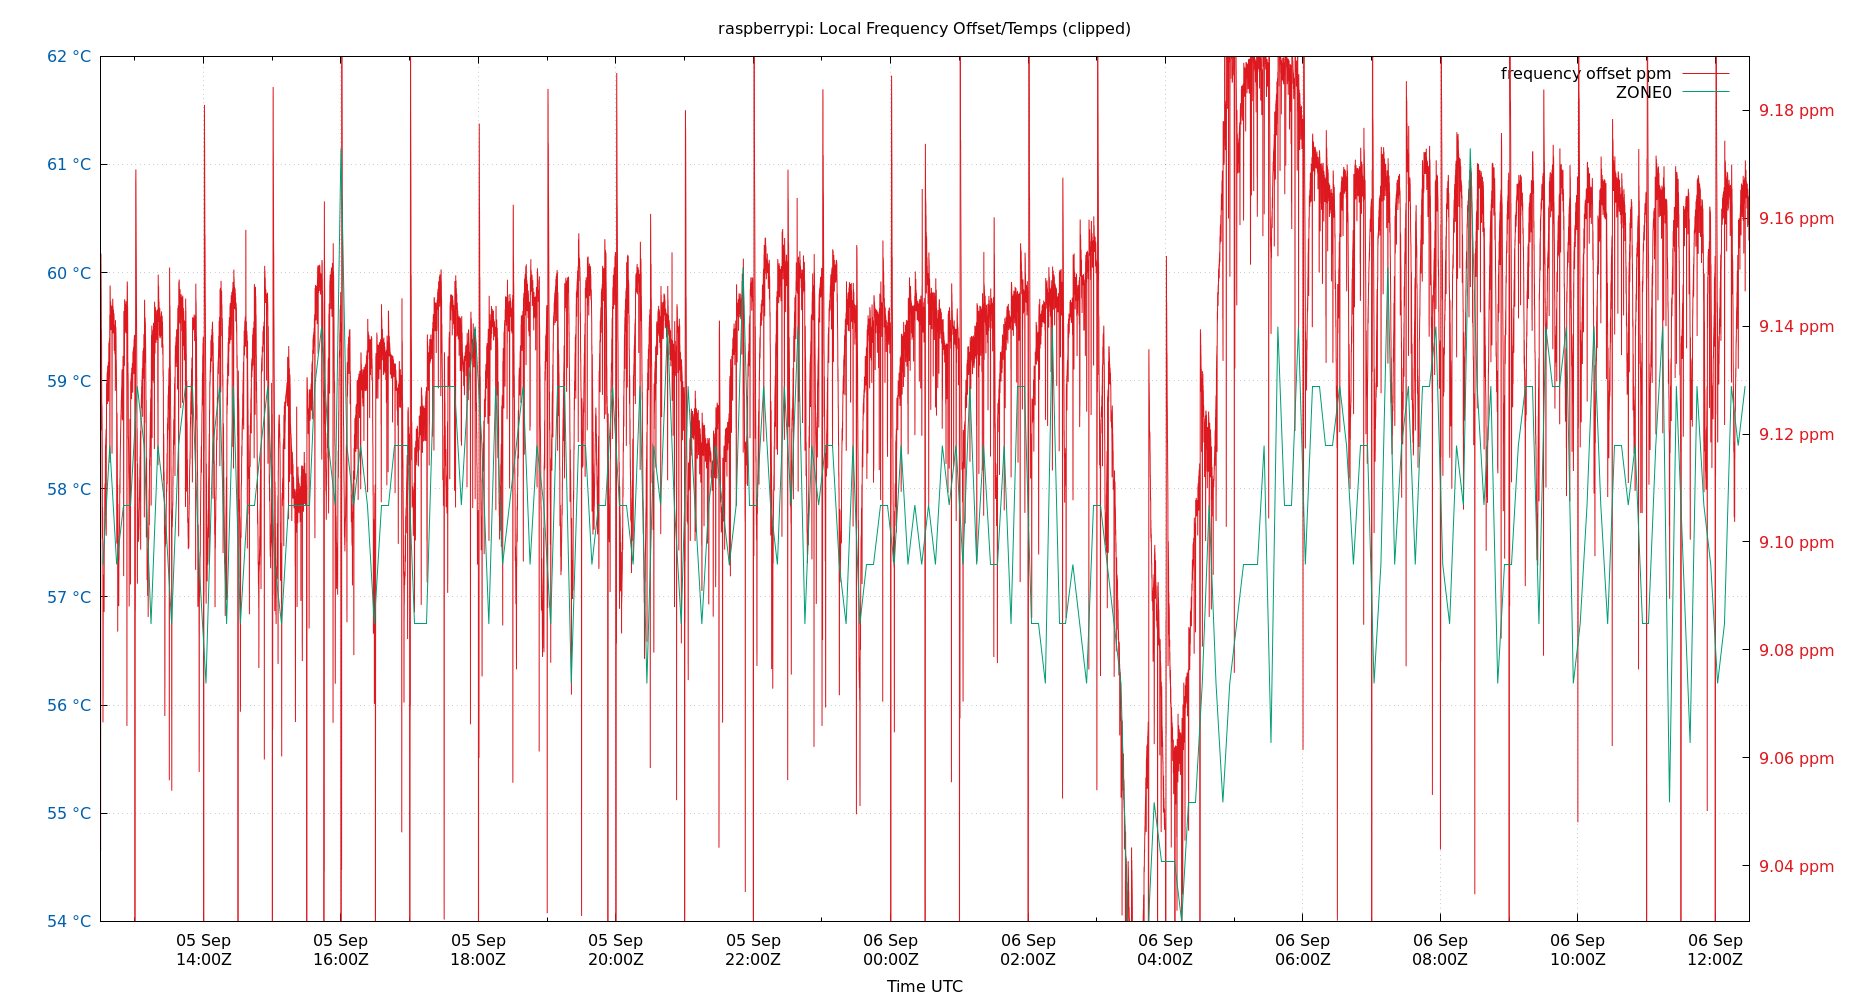 raspberrypi: Local Frequency Offset/Temps (clipped)
62 °C
61 °C
60 °C
59 °C
58 °C
57 °C
56 °C
55 °C
54 °C
frequency offset ppm
ZONE0
9.18 ppm
9.16 ppm
9.14 ppm
9.12 ppm
9.10 ppm
9.08 ppm
9.06 ppm
9.04 ppm
05 Sep 05 Sep 05 Sep 05 Sep 05 Sep 06 Sep 06 Sep 06 Sep 06 Sep 06 Sep 06 Sep 06 Sep
14:00Z 16:00Z 18:00Z 20:00Z 22:00Z 00:00Z 02:00Z 04:00Z 06:00Z 08:00Z 10:00Z 12:00Z
Time UTC